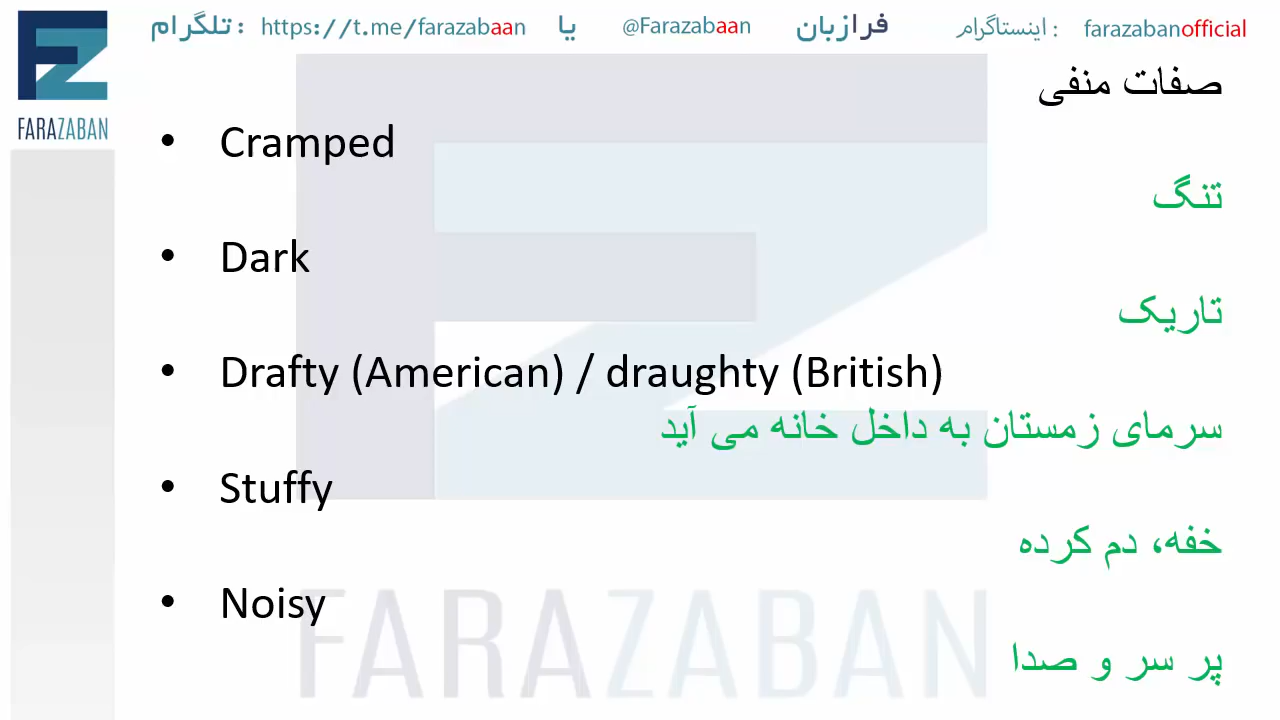 تلگرام : https://t.me/farazabaan یا @Farazabaan فرازبان اینستاگرام : farazabanofficial
FARAZABAN
صفات منفی
• Cramped
تنگ
• Dark
تاریک
• Drafty (American) / draughty (British)
سرمای زمستان به داخل خانه می آید
• Stuffy
خفه، دم کرده
• Noisy
پر سر و صدا
FARAZABAN